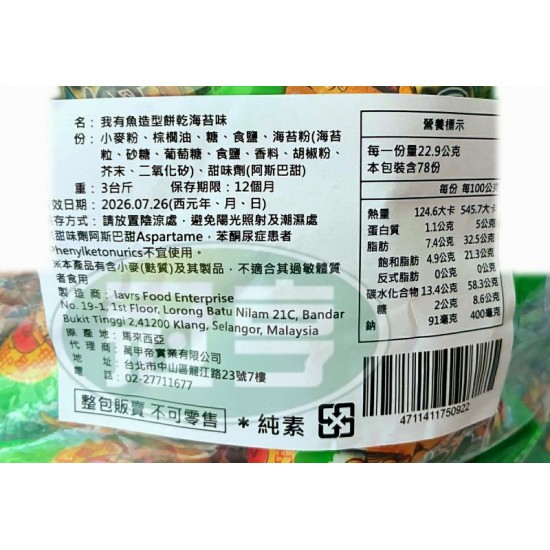 名：我有魚造型餅乾海苔味
份：小麥粉、棕櫚油、糖、食鹽、海苔粉(海苔
粒、砂糖、葡萄糖、食鹽、香料、胡椒粉、
芥末、二氧化矽)、甜味劑(阿斯巴甜)
重：3台斤 保存期限：12個月
效日期：2026.07.26(西元年、月、日)
存方式：請放置陰涼處，避免陽光照射及潮濕處
甜味劑阿斯巴甜Aspartame，苯酮尿症患者
Phenylketonurics不宜使用。
※本產品有含小麥(麩質)及其製品，不適合其過敏體質
者食用
製造商：Iavrs Food Enterprise
No. 19-1, 1st Floor, Lorong Batu Nilam 21C, Bandar
Bukit Tinggi 2,41200 Klang, Selangor, Malaysia
原產地：馬來西亞
代理商：萬甲帝實業有限公司
地址：台北市中山區龍江路23號7樓
電話：02-27711677
整包販賣 不可零售
*純素
營養標示
每一份量22.9公克
本包裝含78份
每份 每100公克
熱量 124.6大卡 545.7大卡
蛋白質 1.1公克 5公克
脂肪 7.4公克 32.5公克
飽和脂肪 4.9公克 21.3公克
反式脂肪 0公克 0公克
碳水化合物 13.4公克 58.3公克
糖 2公克 8.6公克
鈉 91毫克 400毫克
4711411750922